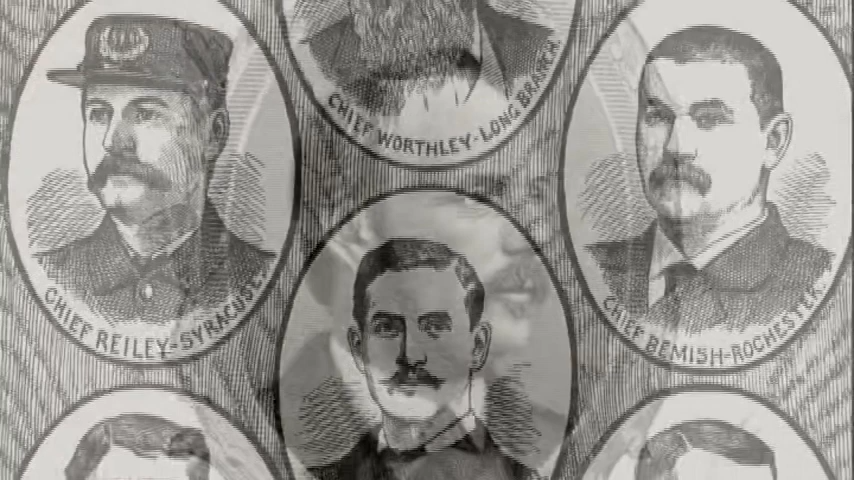 CHIEF WORTHLEY-LONG BRANCH.
CHIEF REILEY-SYRACUSE.
CHIEF BEMISH-ROCHESTER.